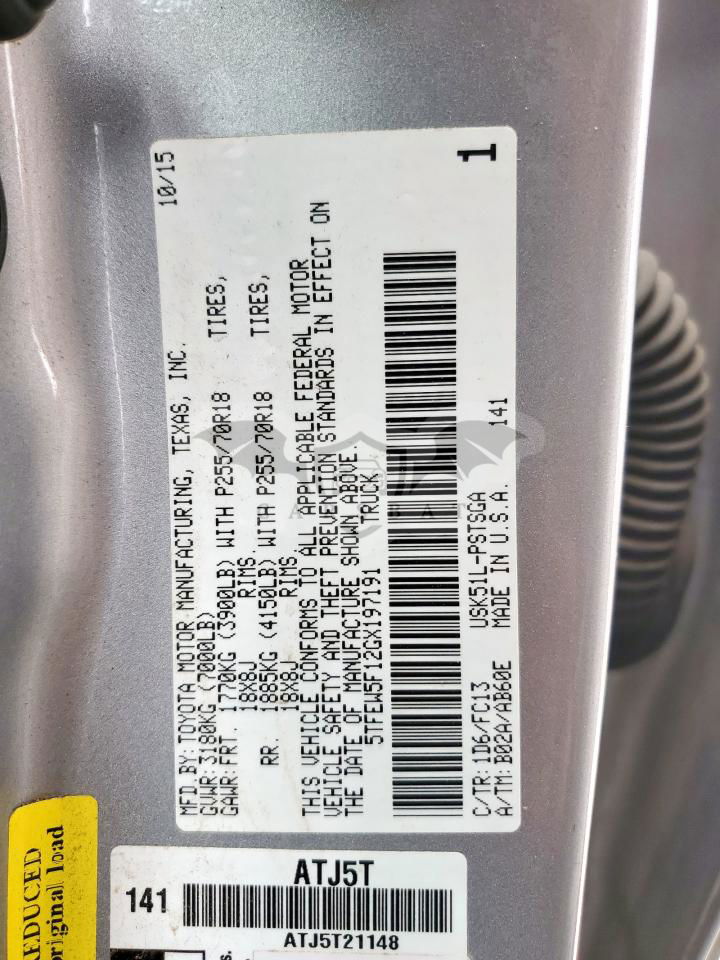 MFD.BY:TOYOTA MOTOR MANUFACTURING, TEXAS, INC. 10/15
GVWR:3180KG (7000LB)
GAWR:FRT. 1770KG (3900LB) WITH P255/70R18 TIRES,
18X8J RIMS.
RR. 1885KG (4150LB) WITH P255/70R18 TIRES,
18X8J RIMS.
THIS VEHICLE CONFORMS TO ALL APPLICABLE FEDERAL MOTOR
VEHICLE SAFETY AND THEFT PREVENTION STANDARDS IN EFFECT ON
THE DATE OF MANUFACTURE SHOWN ABOVE.
5TFEW5F12GX197191 TRUCK
C/TR:1D6/FC13 USK51L-PSTSGA
A/TM:B02A/AB60E MADE IN U.S.A. 141
1
ATJ5T
141
ATJ5T21148
EDUCED
original load